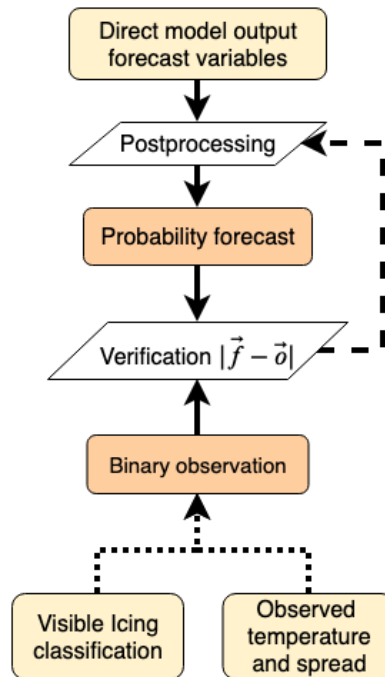 Direct model output
forecast variables
Postprocessing
Probability forecast
Verification |f⃗ − o⃗|
Binary observation
Visible Icing
classification
Observed
temperature
and spread